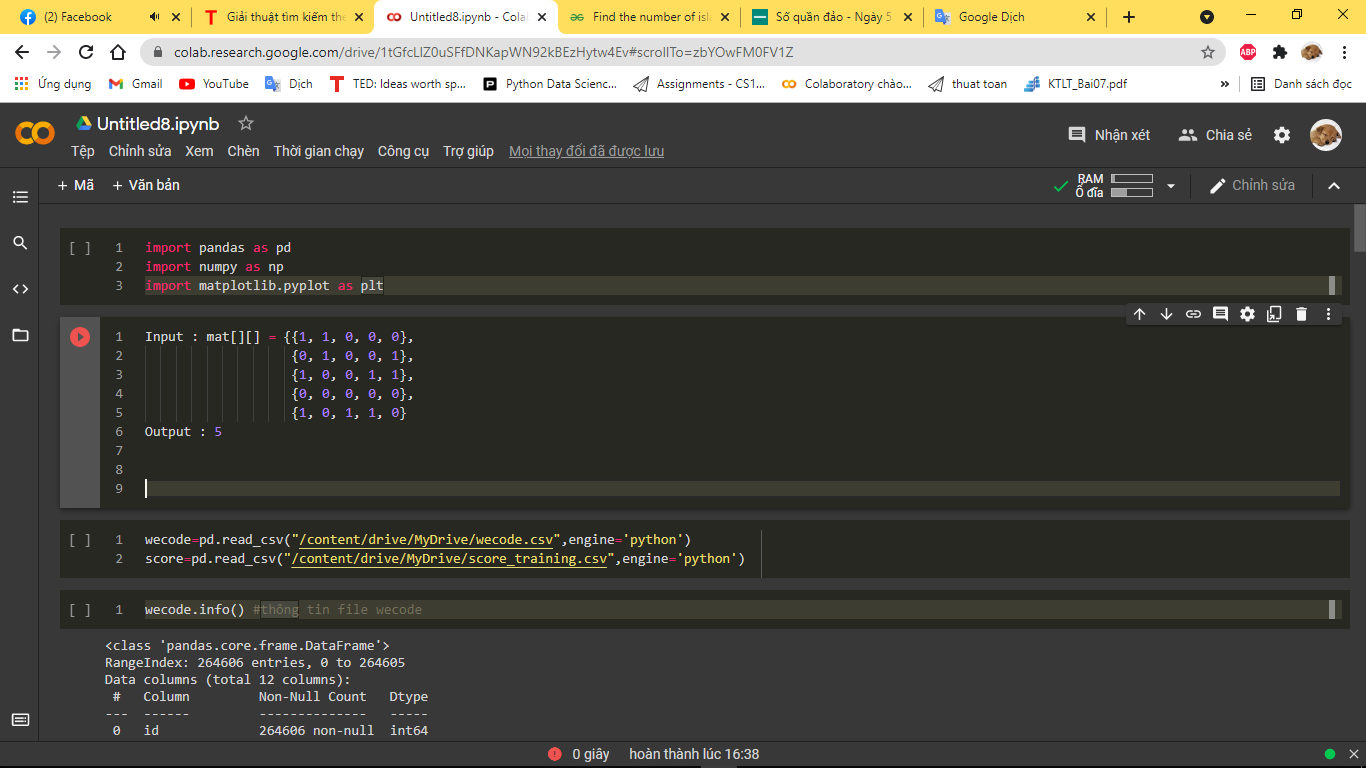 (2) Facebook
Giải thuật tìm kiếm the
Untitled8.ipynb - Colab
Find the number of isla
Số quần đảo - Ngày 5
Google Dịch
colab.research.google.com/drive/1tGfcLlZ0uSFfDNKapWN92kBEzHytw4Ev#scrollTo=zbYOwFM0FV1Z
ABP
Ứng dụng
Gmail
YouTube
Dịch
TED: Ideas worth sp...
Python Data Scienc...
Assignments - CS1...
Colaboratory chào...
thuat toan
KTLT_Bai07.pdf
»
Danh sách đọc
Untitled8.ipynb
Tệp Chỉnh sửa Xem Chèn Thời gian chạy Công cụ Trợ giúp Mọi thay đổi đã được lưu
Nhận xét
Chia sẻ
+ Mã + Văn bản
RAM
Ổ đĩa
Chỉnh sửa
[ ] 1 import pandas as pd
2 import numpy as np
3 import matplotlib.pyplot as plt
1 Input : mat[][] = {{1, 1, 0, 0, 0},
2 {0, 1, 0, 0, 1},
3 {1, 0, 0, 1, 1},
4 {0, 0, 0, 0, 0},
5 {1, 0, 1, 1, 0}
6 Output : 5
7
8
9
[ ] 1 wecode=pd.read_csv("/content/drive/MyDrive/wecode.csv",engine='python')
2 score=pd.read_csv("/content/drive/MyDrive/score_training.csv",engine='python')
[ ] 1 wecode.info() #thông tin file wecode
<class 'pandas.core.frame.DataFrame'>
RangeIndex: 264606 entries, 0 to 264605
Data columns (total 12 columns):
# Column Non-Null Count Dtype
--- ------ -------------- -----
0 id 264606 non-null int64
0 giây hoàn thành lúc 16:38